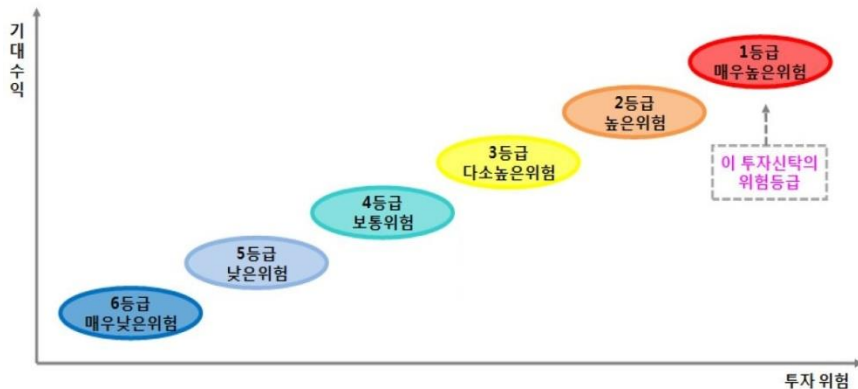 기대수익
1등급
매우높은위험
2등급
높은위험
이 투자신탁의
위험등급
3등급
다소높은위험
4등급
보통위험
5등급
낮은위험
6등급
매우낮은위험
투자 위험